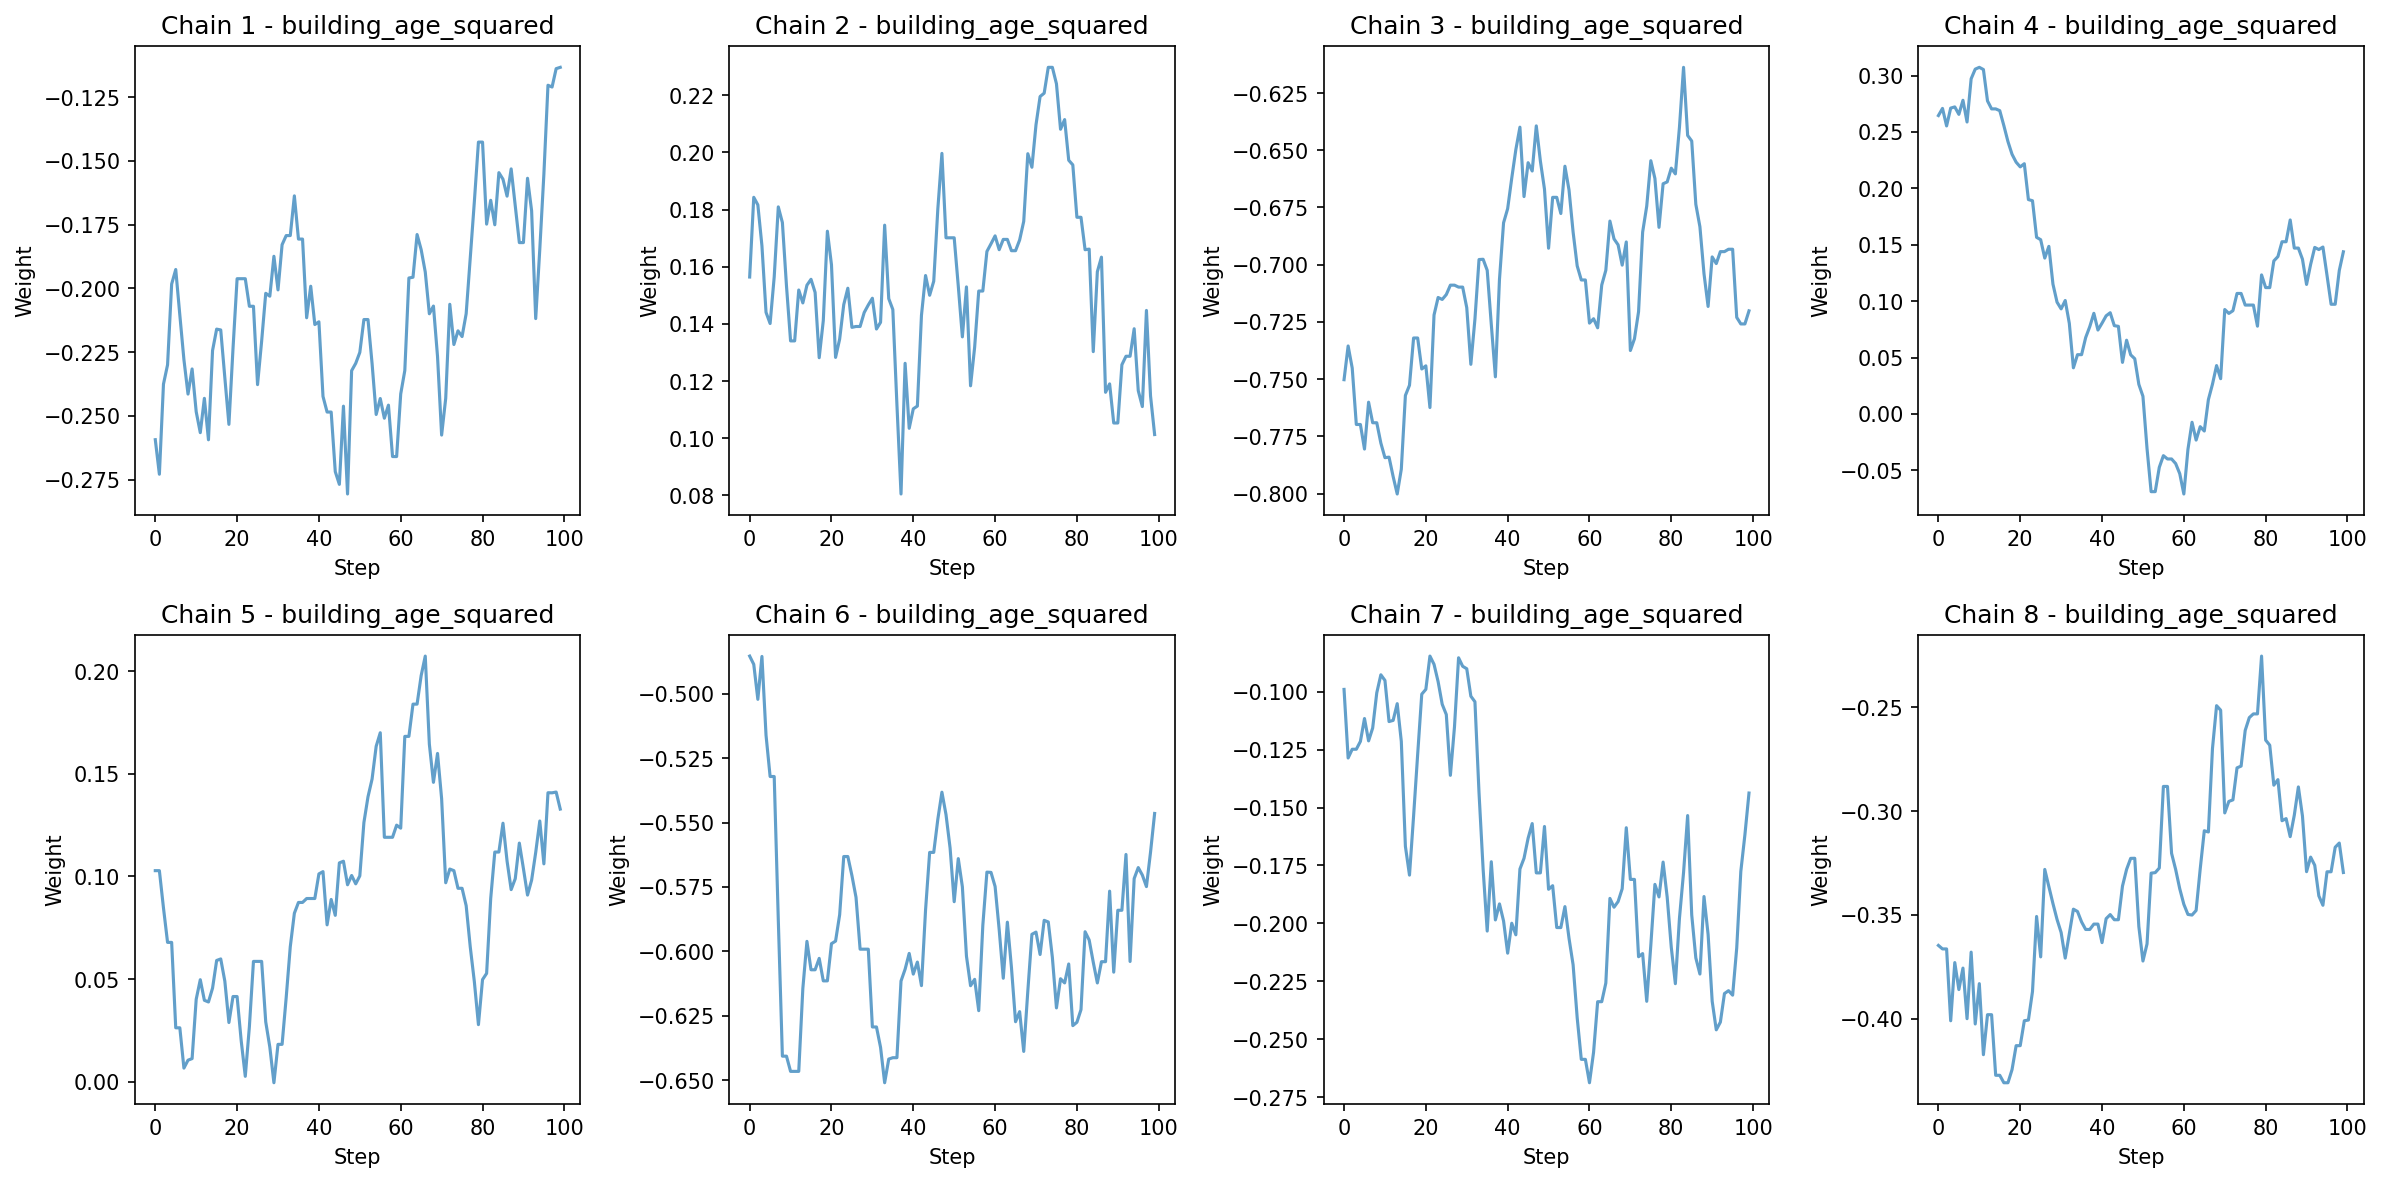 Chain 1 - building_age_squared
Weight
−0.125
−0.150
−0.175
−0.200
−0.225
−0.250
−0.275
0 20 40 60 80 100
Step
Chain 2 - building_age_squared
Weight
0.22
0.20
0.18
0.16
0.14
0.12
0.10
0.08
0 20 40 60 80 100
Step
Chain 3 - building_age_squared
Weight
−0.625
−0.650
−0.675
−0.700
−0.725
−0.750
−0.775
−0.800
0 20 40 60 80 100
Step
Chain 4 - building_age_squared
Weight
0.30
0.25
0.20
0.15
0.10
0.05
0.00
−0.05
0 20 40 60 80 100
Step
Chain 5 - building_age_squared
Weight
0.20
0.15
0.10
0.05
0.00
0 20 40 60 80 100
Step
Chain 6 - building_age_squared
Weight
−0.500
−0.525
−0.550
−0.575
−0.600
−0.625
−0.650
0 20 40 60 80 100
Step
Chain 7 - building_age_squared
Weight
−0.100
−0.125
−0.150
−0.175
−0.200
−0.225
−0.250
−0.275
0 20 40 60 80 100
Step
Chain 8 - building_age_squared
Weight
−0.25
−0.30
−0.35
−0.40
0 20 40 60 80 100
Step